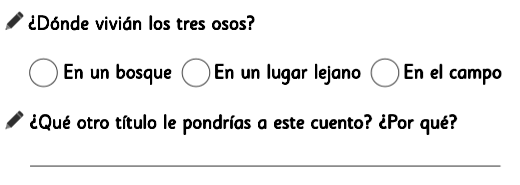 ¿Dónde vivián los tres osos?
En un bosque En un lugar lejano En el campo
¿Qué otro título le pondrías a este cuento? ¿Por qué?